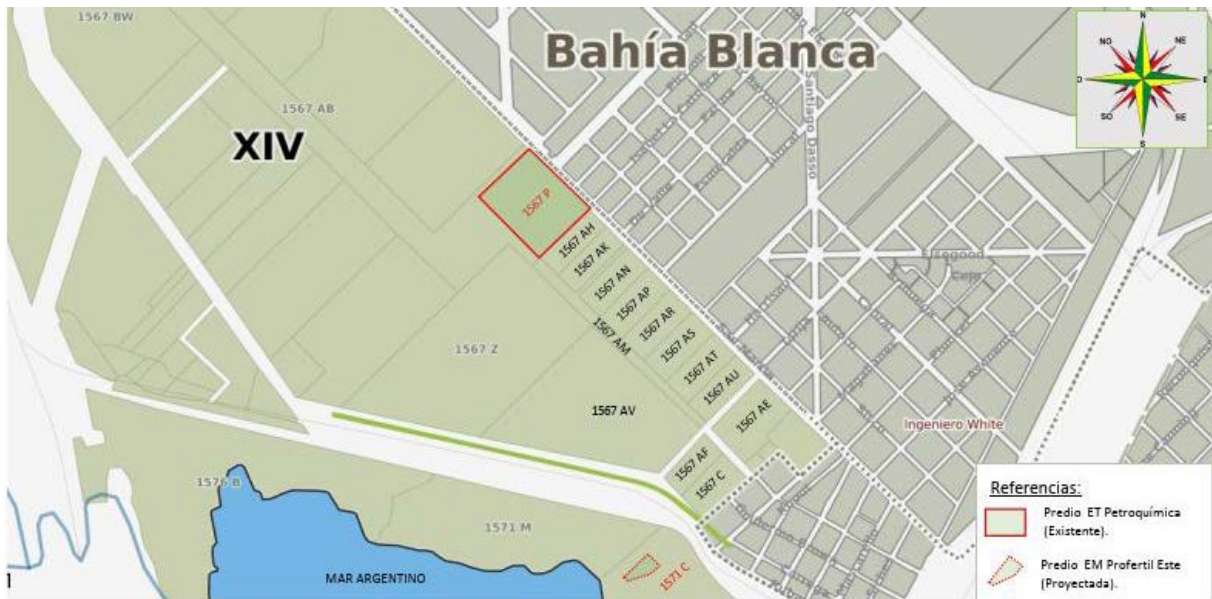 1567 BW
Bahía Blanca
N
NO
NE
O
E
SO
SE
S
1567 AB
XIV
Santiago Dasso
1567 P
1567 AH
1567 AK
1567 AN
1567 AP
1567 AM
1567 AR
1567 AS
1567 AT
1567 AU
1567 Z
1567 AV
1567 AE
1567 AF
1567 C
Ingeniero White
1576 B
1571 M
1571 C
MAR ARGENTINO
Referencias:
Predio ET Petroquímica
(Existente).
Predio EM Profertil Este
(Proyectada).